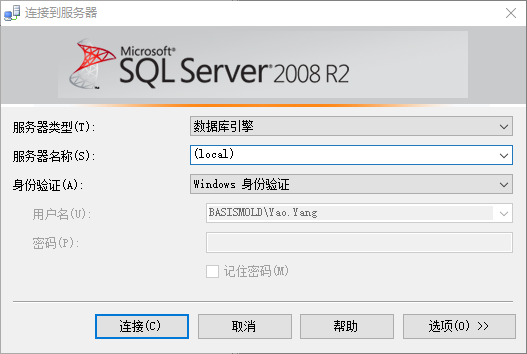 连接到服务器
Microsoft®
SQL Server® 2008 R2
服务器类型(T):
数据库引擎
服务器名称(S):
(local)
身份验证(A):
Windows 身份验证
用户名(U):
BASISMOLD\Yao.Yang
密码(P):
记住密码(M)
连接(C)
取消
帮助
选项(O) >>